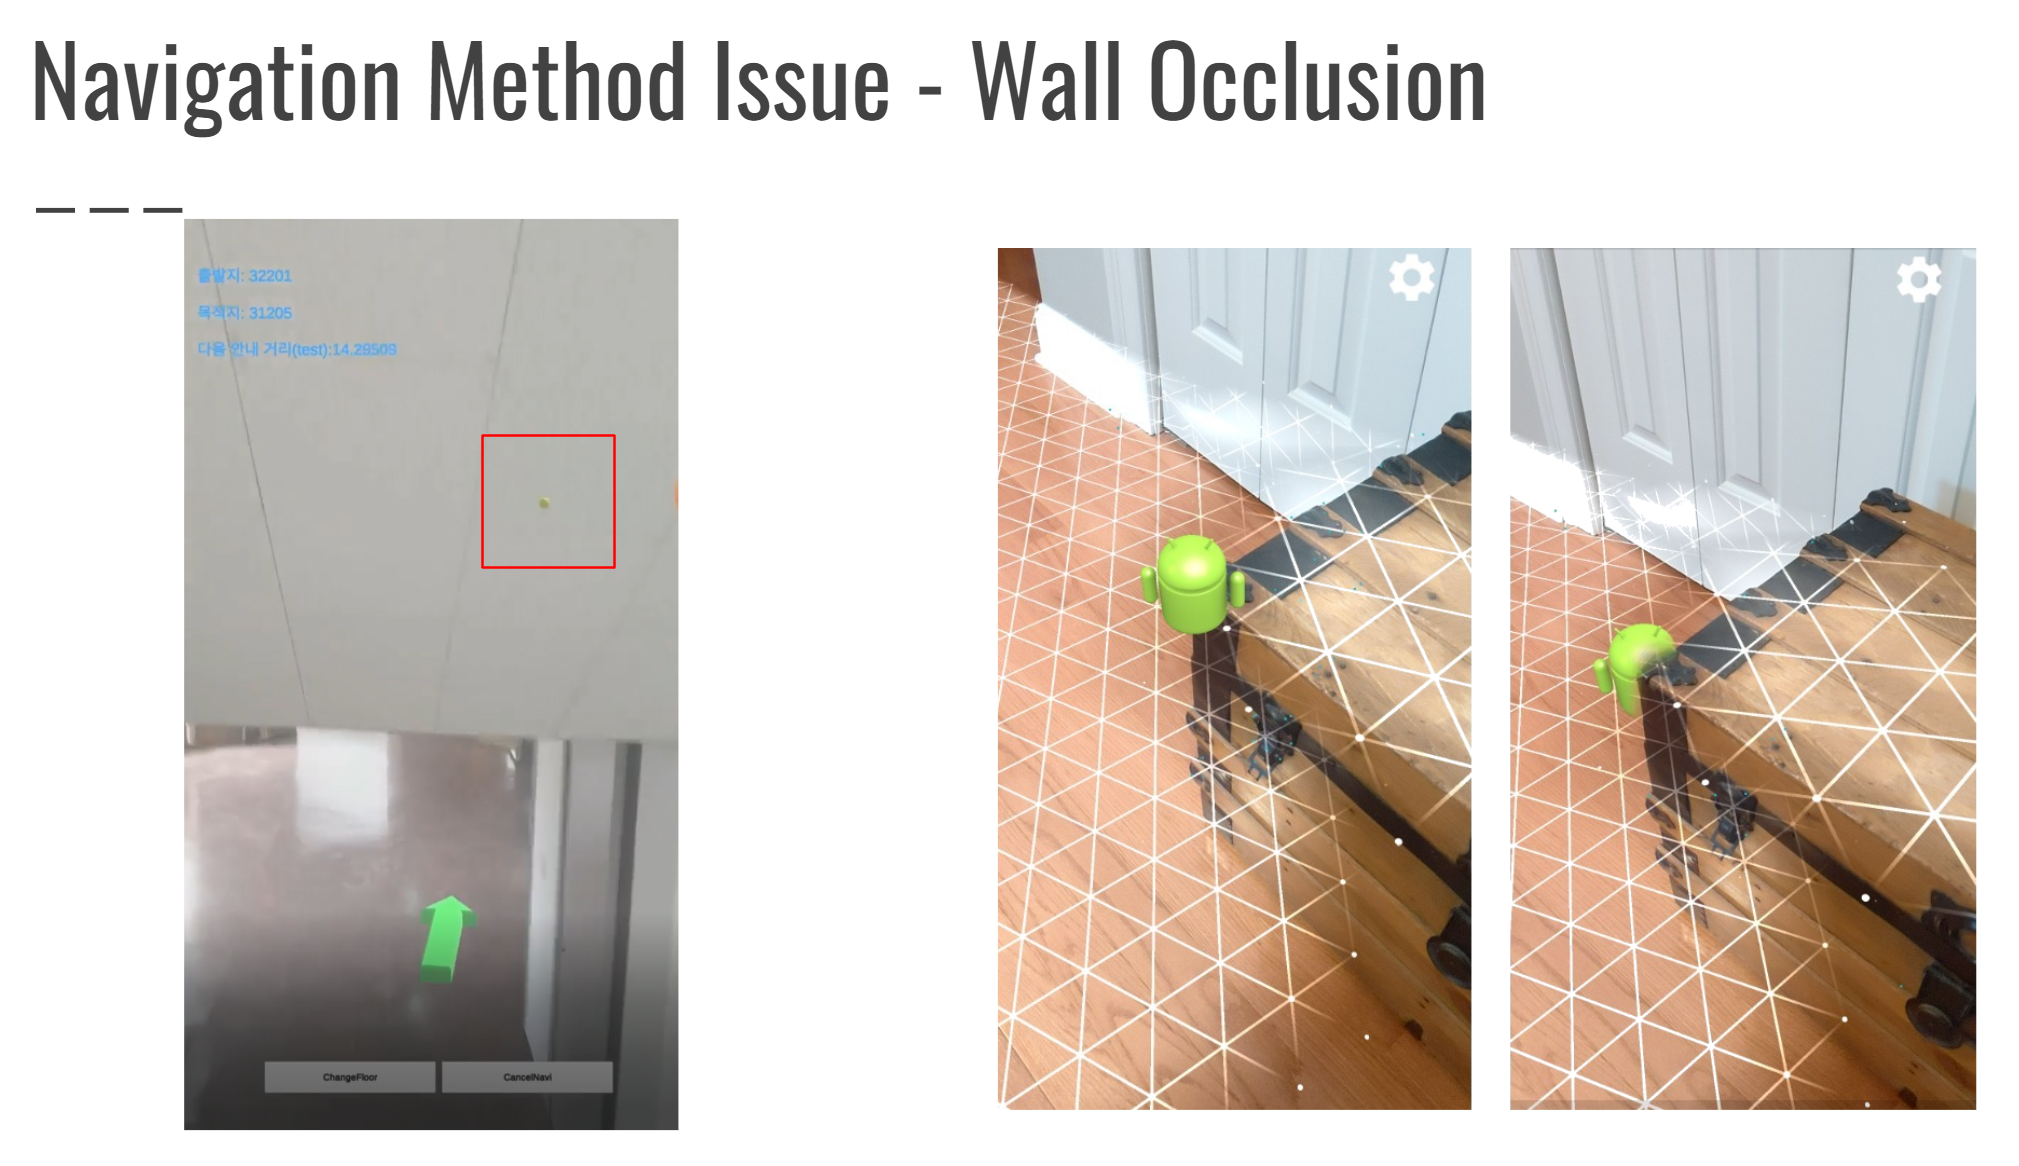 Navigation Method Issue - Wall Occlusion
출발지: 32201
목적지: 31205
다음 안내 거리(test):14.29509
ChangeFloor
CancelNavi